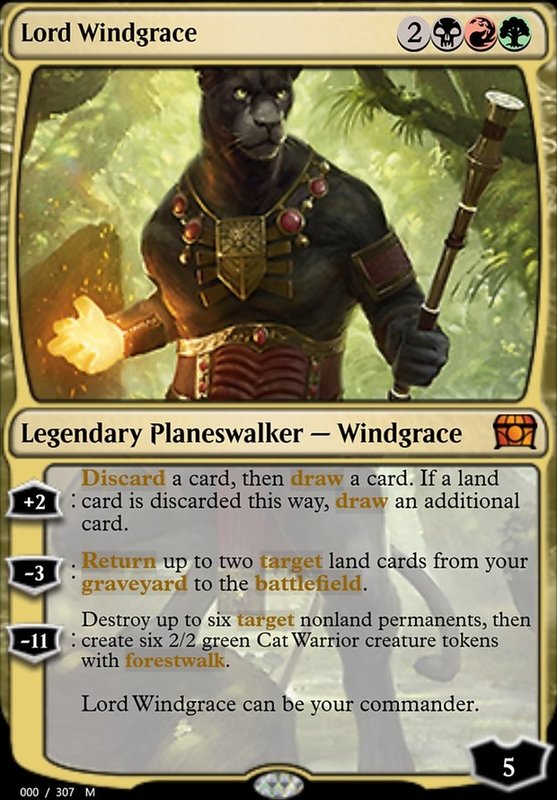 Lord Windgrace 2
Legendary Planeswalker — Windgrace
+2: Discard a card, then draw a card. If a land
card is discarded this way, draw an additional
card.
-3: Return up to two target land cards from your
graveyard to the battlefield.
-11: Destroy up to six target nonland permanents, then
create six 2/2 green Cat Warrior creature tokens
with forestwalk.
Lord Windgrace can be your commander.
5
000 / 307 M